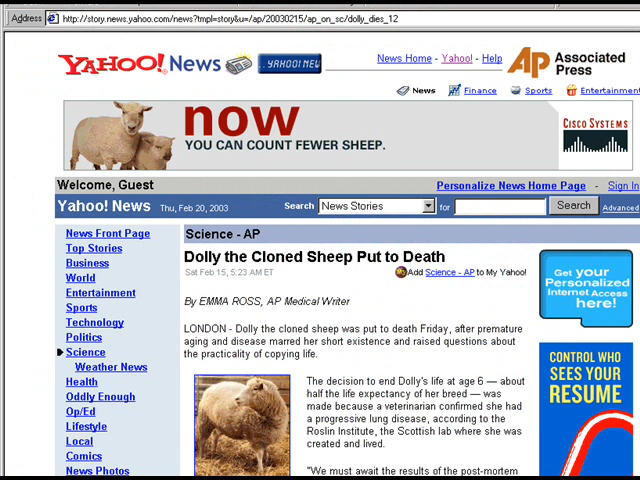 Address http://story.news.yahoo.com/news?tmpl=story&u=/ap/20030215/ap_on_sc/dolly_dies_12
YAHOO! News YAHOO! NEW
News Home - Yahoo! - Help
AP Associated Press
News Finance Sports Entertainment
now
YOU CAN COUNT FEWER SHEEP.
CISCO SYSTEMS
Welcome, Guest
Personalize News Home Page - Sign In
Yahoo! News Thu, Feb 20, 2003
Search News Stories for Search Advanced
News Front Page
Top Stories
Business
World
Entertainment
Sports
Technology
Politics
Science
Weather News
Health
Oddly Enough
Op/Ed
Lifestyle
Local
Comics
News Photos
Science - AP
Dolly the Cloned Sheep Put to Death
Sat Feb 15, 5:23 AM ET
Add Science - AP to My Yahoo!
By EMMA ROSS, AP Medical Writer
LONDON - Dolly the cloned sheep was put to death Friday, after premature
aging and disease marred her short existence and raised questions about
the practicality of copying life.
The decision to end Dolly's life at age 6 — about
half the life expectancy of her breed — was
made because a veterinarian confirmed she had
a progressive lung disease, according to the
Roslin Institute, the Scottish lab where she was
created and lived.
"We must await the results of the post-mortem
Get your
Personalized
Internet Access
here!
CONTROL WHO
SEES YOUR
RESUME